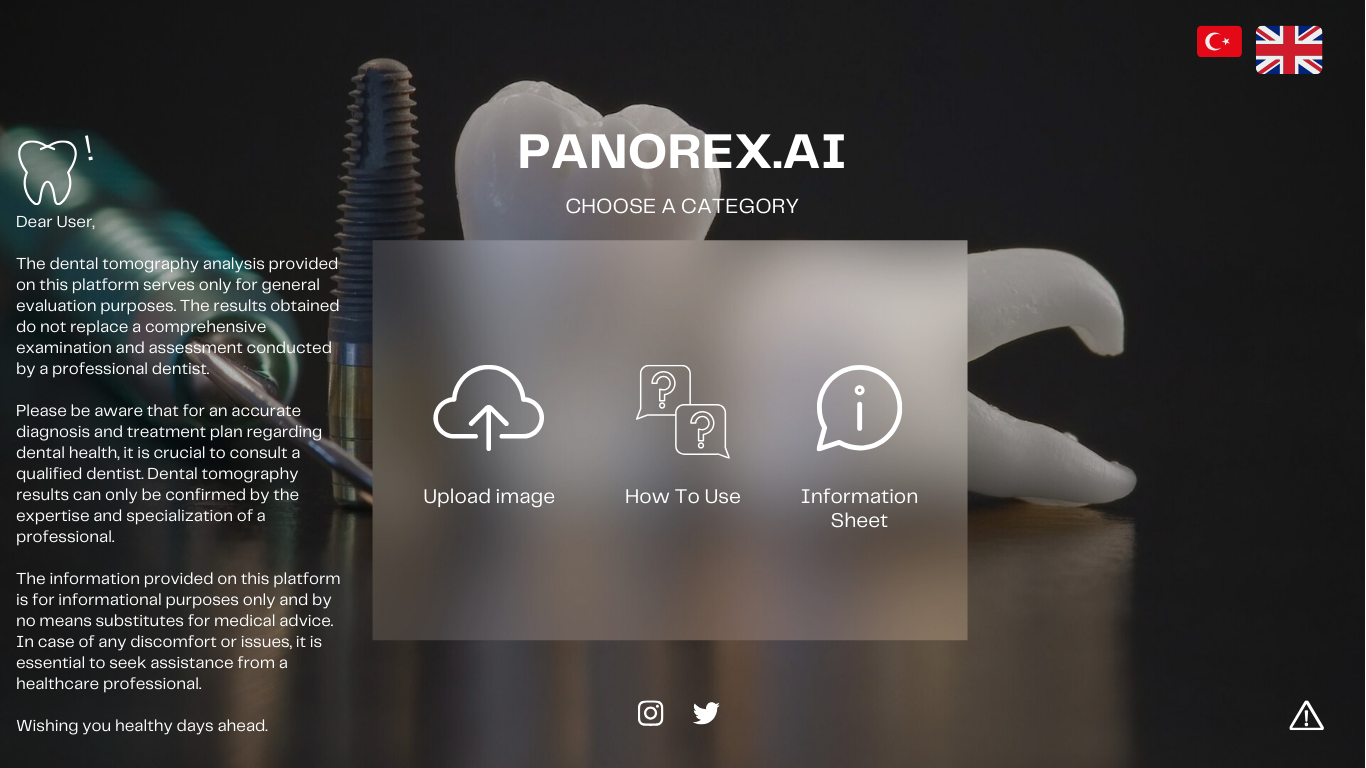 PANOREX.AI
CHOOSE A CATEGORY
!
Dear User,
The dental tomography analysis provided
on this platform serves only for general
evaluation purposes. The results obtained
do not replace a comprehensive
examination and assessment conducted
by a professional dentist.
Please be aware that for an accurate
diagnosis and treatment plan regarding
dental health, it is crucial to consult a
qualified dentist. Dental tomography
results can only be confirmed by the
expertise and specialization of a
professional.
The information provided on this platform
is for informational purposes only and by
no means substitutes for medical advice.
In case of any discomfort or issues, it is
essential to seek assistance from a
healthcare professional.
Wishing you healthy days ahead.
Upload image
How To Use
Information
Sheet